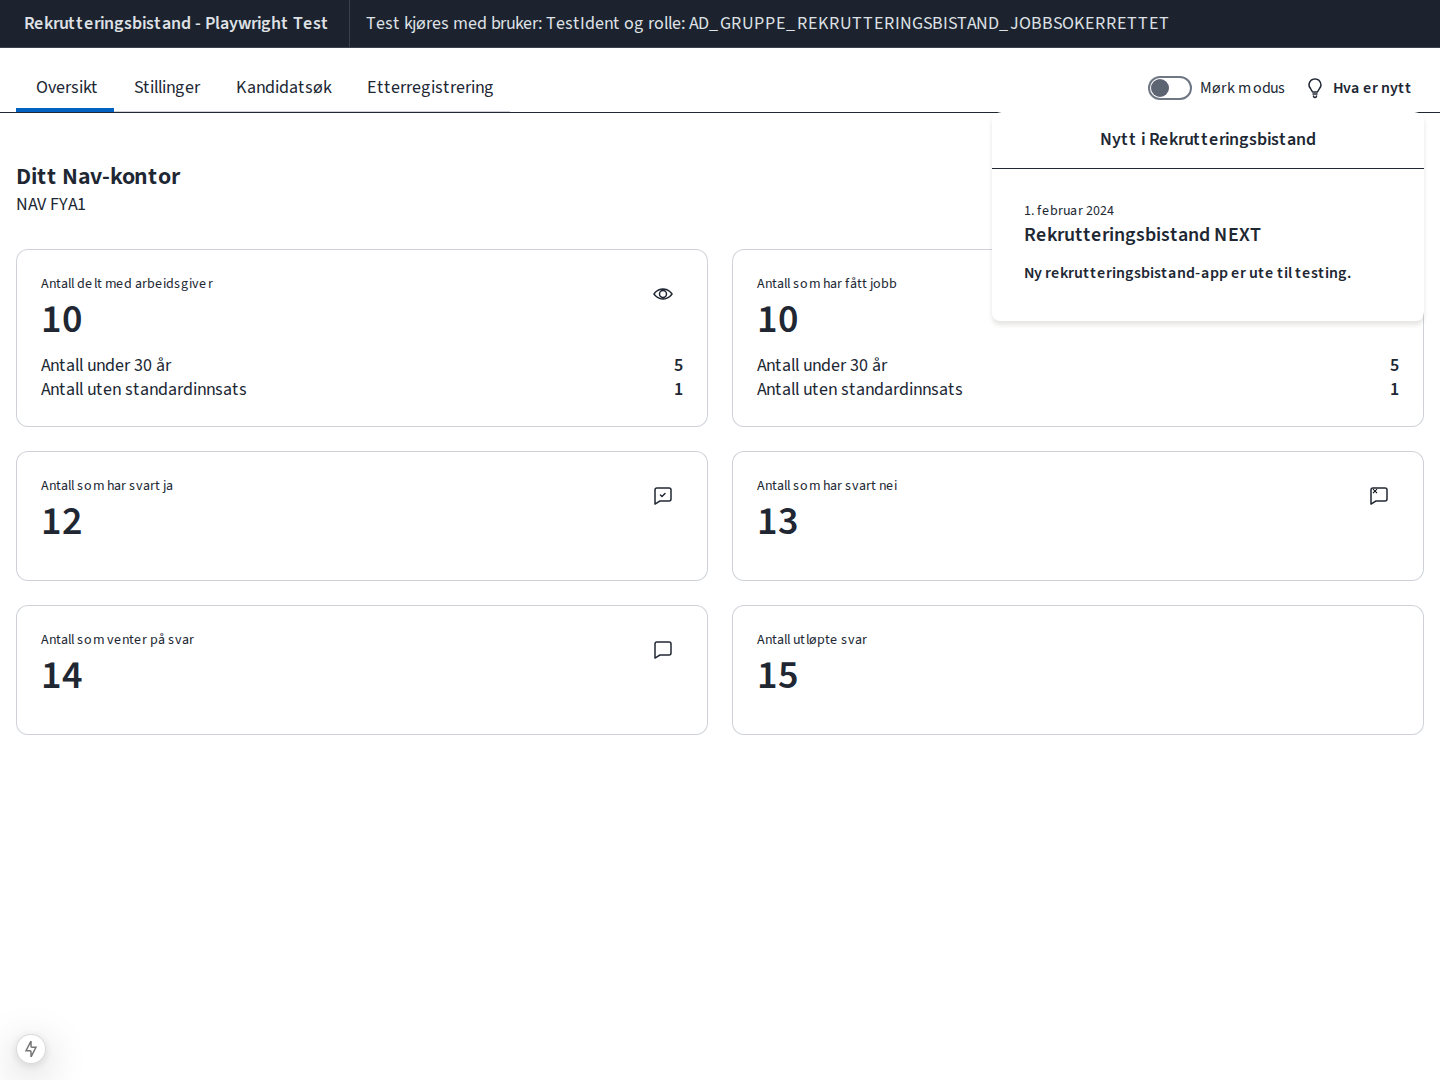 Rekrutteringsbistand - Playwright Test
Test kjøres med bruker: TestIdent og rolle: AD_GRUPPE_REKRUTTERINGSBISTAND_JOBBSOKERRETTET
Oversikt
Stillinger
Kandidatsøk
Etterregistrering
Mørk modus
Hva er nytt
Nytt i Rekrutteringsbistand
1. februar 2024
Rekrutteringsbistand NEXT
Ny rekrutteringsbistand-app er ute til testing.
Ditt Nav-kontor
NAV FYA1
Antall delt med arbeidsgiver
10
Antall under 30 år 5
Antall uten standardinnsats 1
Antall som har fått jobb
10
Antall under 30 år 5
Antall uten standardinnsats 1
Antall som har svart ja
12
Antall som har svart nei
13
Antall som venter på svar
14
Antall utløpte svar
15